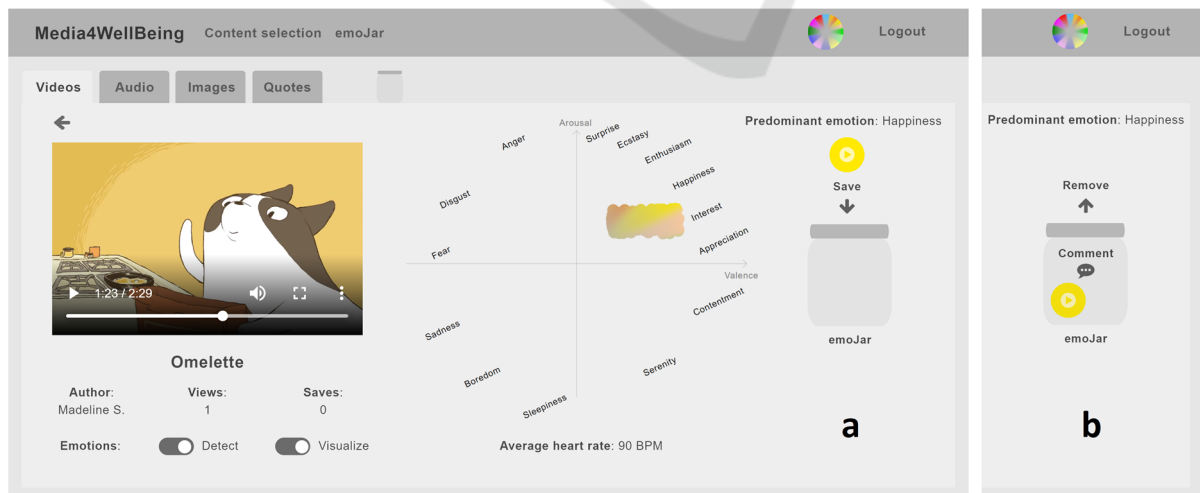 Media4WellBeing Content selection emoJar Logout
Videos Audio Images Quotes
Predominant emotion: Happiness
Save
emoJar
a
Arousal
Valence
Anger
Surprise
Ecstasy
Enthusiasm
Happiness
Interest
Appreciation
Contentment
Serenity
Sleepiness
Boredom
Sadness
Fear
Disgust
1:23 / 2:29
Omelette
Author: Views: Saves:
Madeline S. 1 0
Emotions: Detect Visualize
Average heart rate: 90 BPM
Logout
Predominant emotion: Happiness
Remove
Comment
emoJar
b